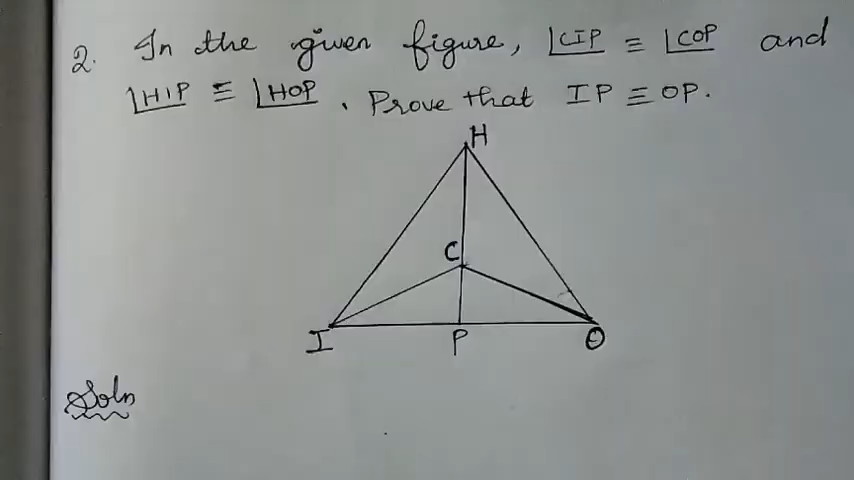 2. In the given figure, ∠CIP ≡ ∠COP and
∠HIP ≡ ∠HOP. Prove that IP ≡ OP.
H
C
I
P
O
Soln